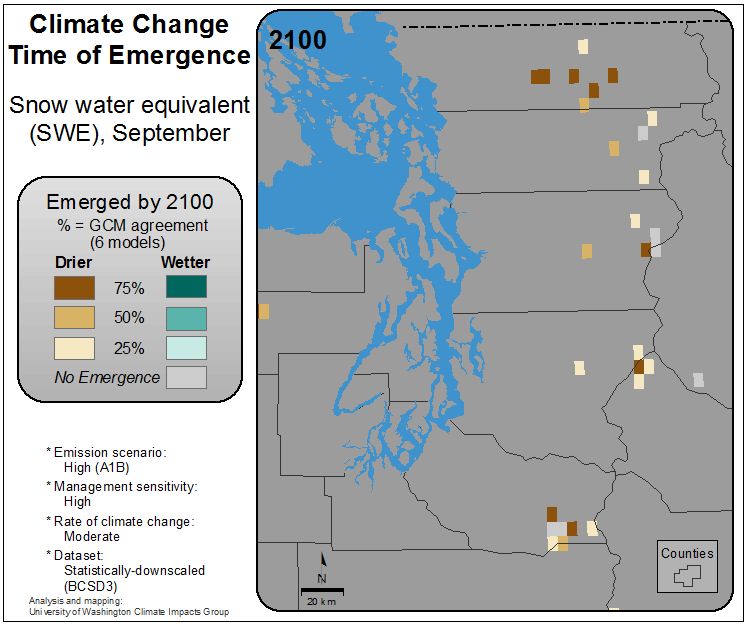 Climate Change
Time of Emergence
Snow water equivalent
(SWE), September
Emerged by 2100
% = GCM agreement
(6 models)
Drier Wetter
75%
50%
25%
No Emergence
* Emission scenario:
High (A1B)
* Management sensitivity:
High
* Rate of climate change:
Moderate
* Dataset:
Statistically-downscaled
(BCSD3)
Analysis and mapping:
University of Washington Climate Impacts Group
2100
N
20 km
Counties